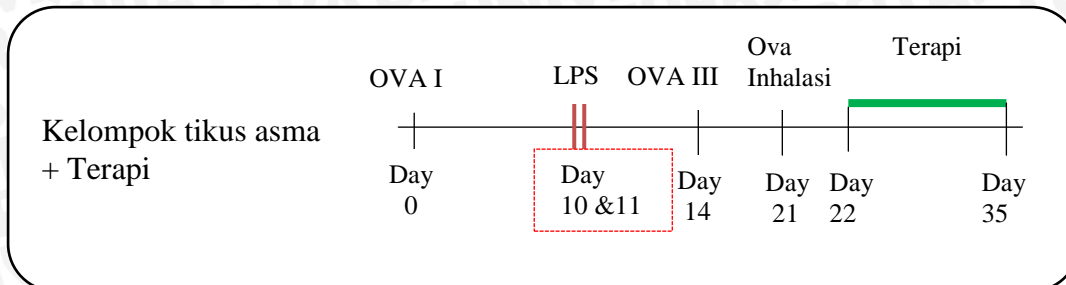 Kelompok tikus asma
+ Terapi
OVA I
LPS
OVA III
Ova
Inhalasi
Terapi
Day
0
Day
10 &11
Day
14
Day
21
Day
22
Day
35